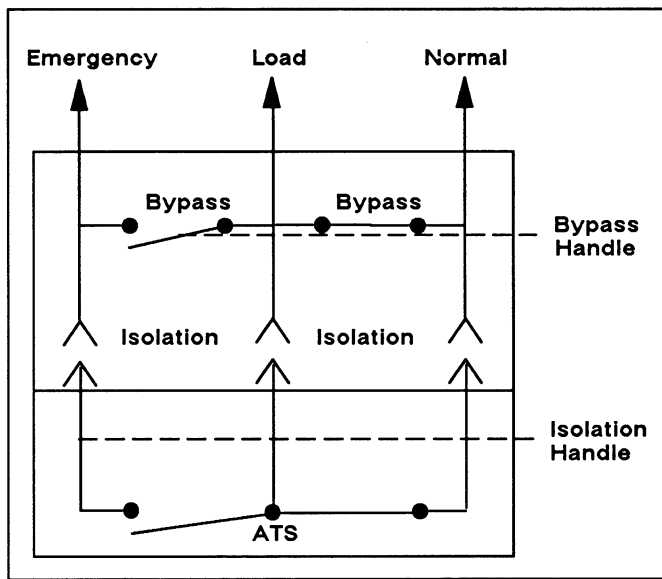 Emergency Load Normal
Bypass Bypass
Bypass
Handle
Isolation Isolation
Isolation
Handle
ATS